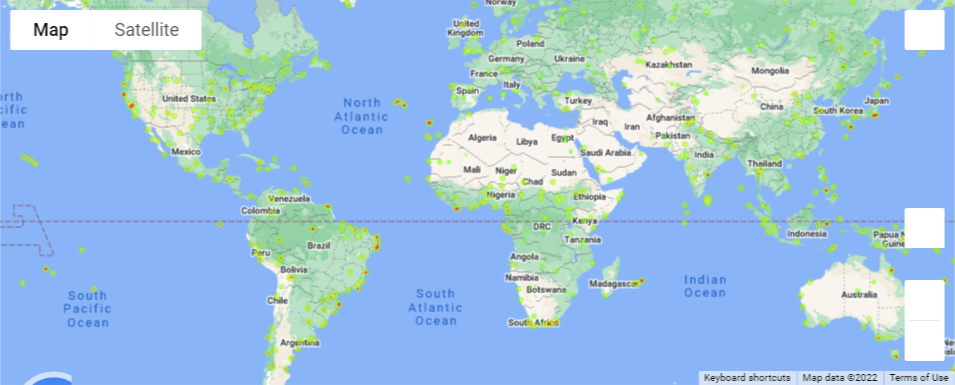 Norway
Map
Satellite
United
Kingdom
Poland
Germany
Ukraine
Kazakhstan
France
Mongolia
Italy
Spain
United States
North
Atlantic
Ocean
Turkey
China
South Korea
Japan
Iraq
Iran
Afghanistan
Pakistan
Algeria
Libya
Egypt
Saudi Arabia
Mexico
India
Thailand
Mali
Niger
Chad
Sudan
Venezuela
Nigeria
Ethiopia
Colombia
DRC
Kenya
Indonesia
Papua N
Guine
Brazil
Tanzania
Peru
Angola
Bolivia
Namibia
Botswana
Madagascar
Indian
Ocean
South
Pacific
Ocean
Chile
South
Atlantic
Ocean
Australia
South Africa
Argentina
Keyboard shortcuts
Map data ©2022
Terms of Use